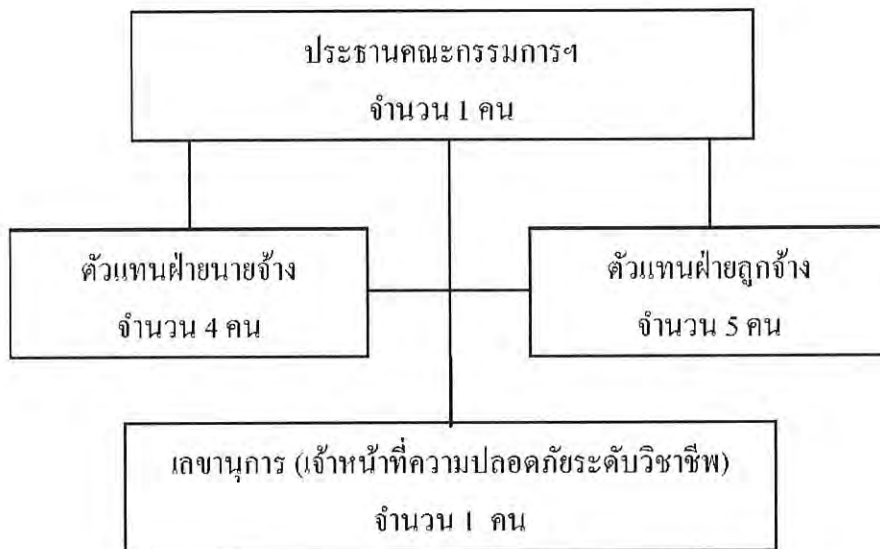 ประธานคณะกรรมการฯ
จำนวน 1 คน
ตัวแทนฝ่ายนายจ้าง
จำนวน 4 คน
ตัวแทนฝ่ายลูกจ้าง
จำนวน 5 คน
เลขานุการ (เจ้าหน้าที่ความปลอดภัยระดับวิชาชีพ)
จำนวน 1 คน